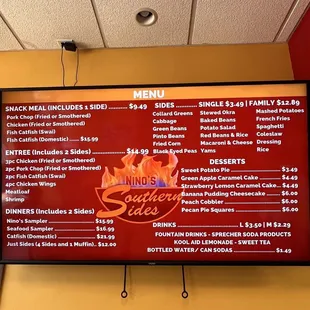 MENU
SNACK MEAL (INCLUDES 1 SIDE) .......... $9.49
Pork Chop (Fried or Smothered)
Chicken (Fried or Smothered)
Fish Catfish (Swai)
Fish Catfish (Domestic) ...... $15.99
ENTREE (Includes 2 Sides) .......... $14.99
3pc Chicken (Fried or Smothered)
2pc Pork Chop (Fried or Smothered)
2pc Fish Catfish (Swai)
4pc Chicken Wings
Meatloaf
Shrimp
DINNERS (Includes 2 Sides)
Nino's Sampler .......... $15.99
Seafood Sampler .......... $16.99
Catfish (Domestic) .......... $21.99
Just Sides (4 Sides and 1 Muffin).. $12.00
NINO'S
Southern
Sides
SIDES .......... SINGLE $3.49 | FAMILY $12.89
Collard Greens
Cabbage
Green Beans
Pinto Beans
Fried Corn
Black Eyed Peas
Stewed Okra
Baked Beans
Potato Salad
Red Beans and Rice
Macaroni & Cheese
Yams
Mashed Potatoes
French Fries
Spaghetti
Coleslaw
Dressing
Rice
DESSERTS
Sweet Potato Pie .......... $3.49
Green Apple Caramel Cake .......... $4.49
Strawberry Lemon Caramel Cake.. $4.49
Banana Pudding Cheesecake ...... $6.00
Peach Cobbler .......... $6.00
Pecan Pie Squares .......... $6.00
DRINKS .......... L $3.50 | M $2.29
FOUNTAIN DRINKS - SPRECHER SODA PRODUCTS
KOOL AID LEMONADE - SWEET TEA
BOTTLED WATER/ CAN SODAS .......... $1.49